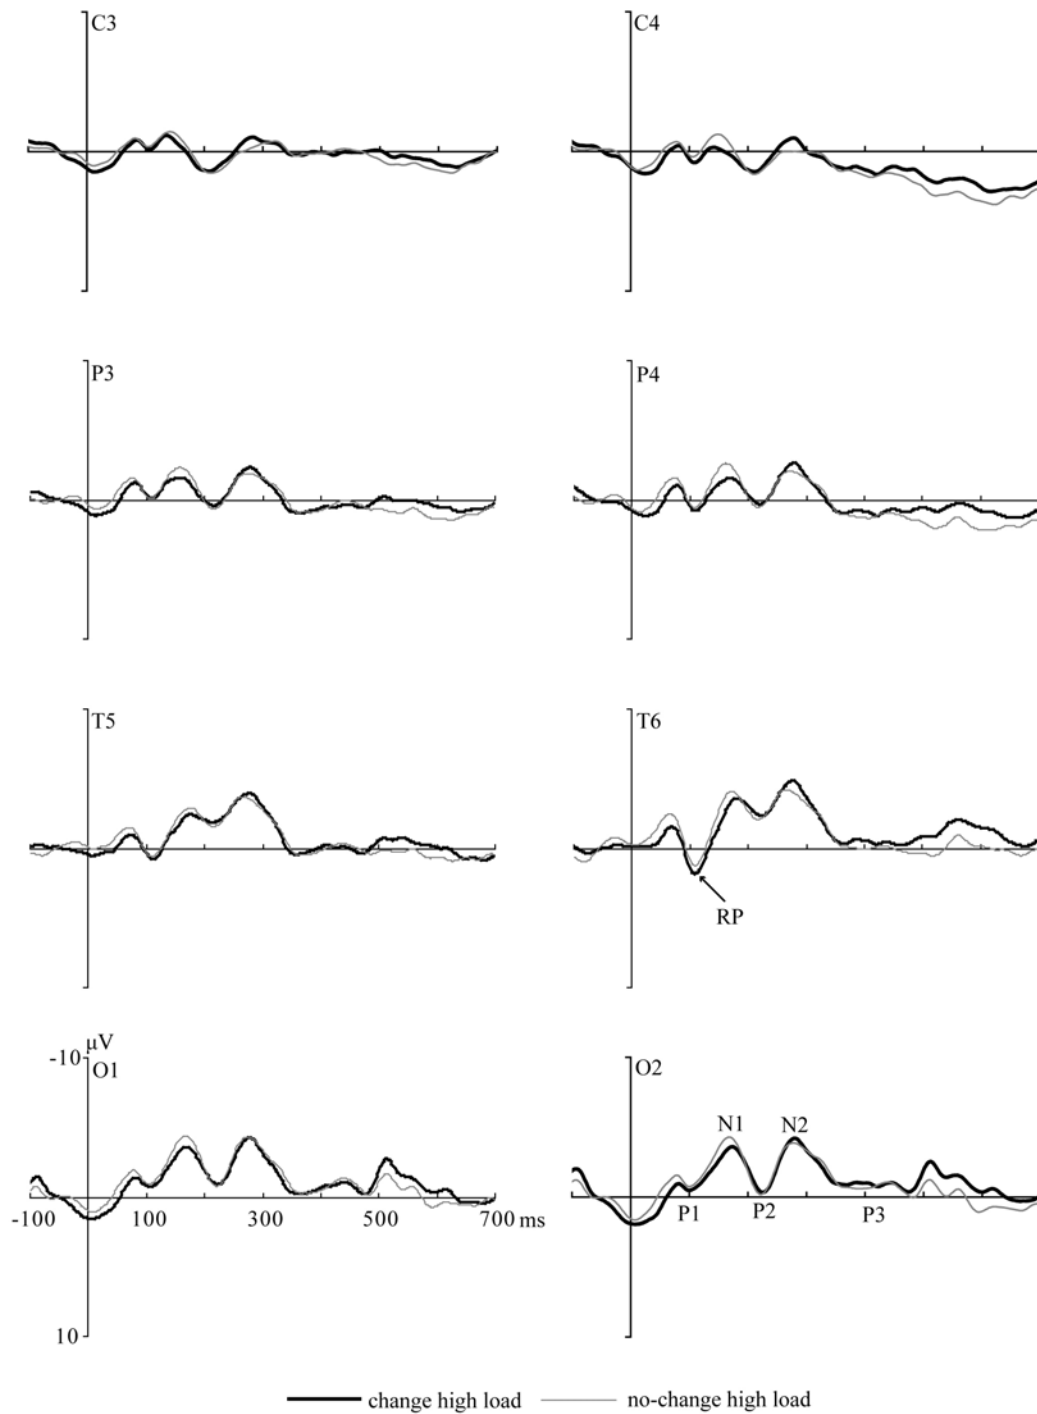 C3 C4
P3 P4
T5 T6
RP
µV
-10
O1 O2
N1 N2
P1 P2 P3
-100 100 300 500 700 ms
10
change high load no-change high load